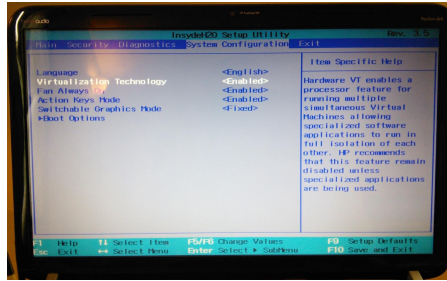 InsydeH20 Setup Utility
Rev. 3.5
Main Security Diagnostics System Configuration Exit
Language <English>
Virtualization Technology <Enabled>
Fan Always <Enabled>
Action Keys Mode <Enabled>
Switchable Graphics Mode <Fixed>
▶Boot Options
Item Specific Help
Hardware VT enables a
processor feature for
running multiple
simultaneous Virtual
Machines allowing
specialized software
applications to run in
full isolation of each
other. HP recommends
that this feature remain
disabled unless
specialized applications
are being used.
F1 Help ↑↓ Select Item F5/F6 Change Values F9 Setup Defaults
Esc Exit ↔ Select Menu Enter Select ▶ SubMenu F10 Save and Exit